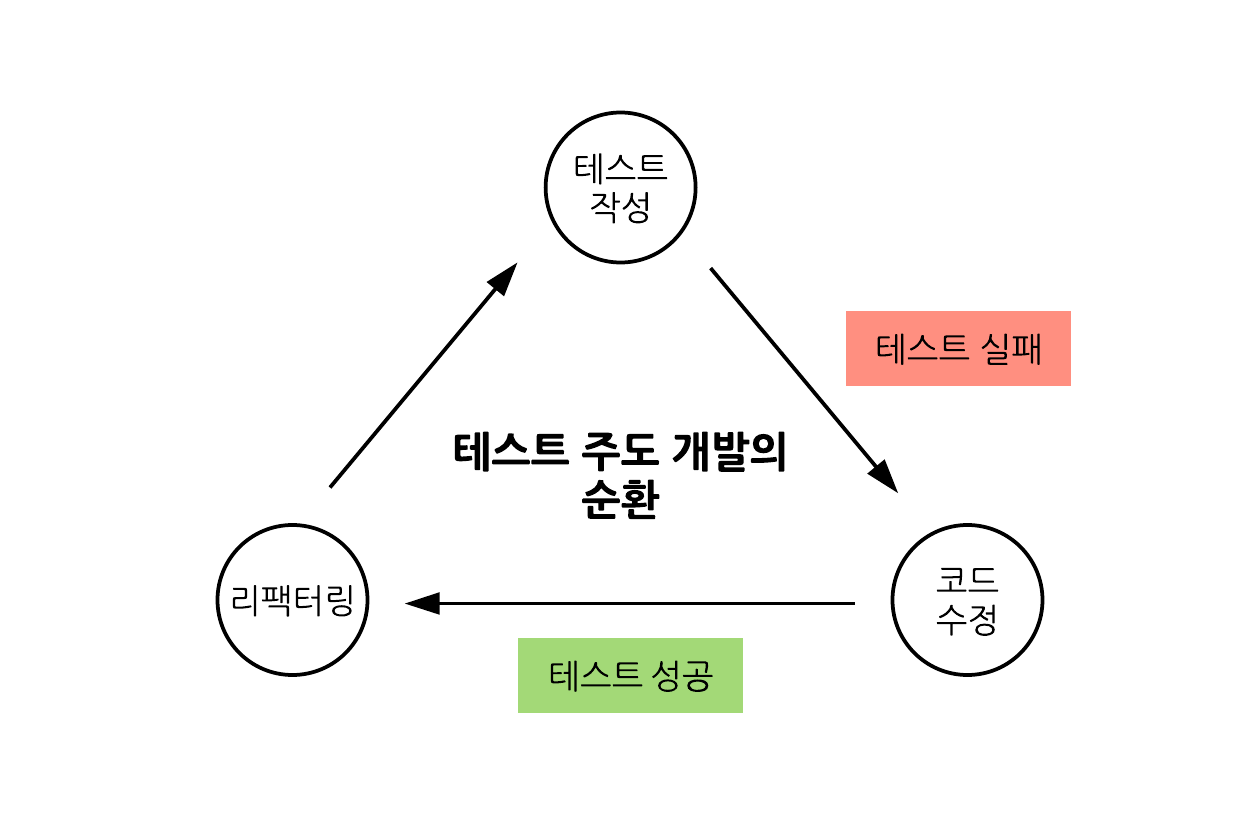 테스트
작성
테스트 실패
테스트 주도 개발의
순환
리팩터링
코드
수정
테스트 성공